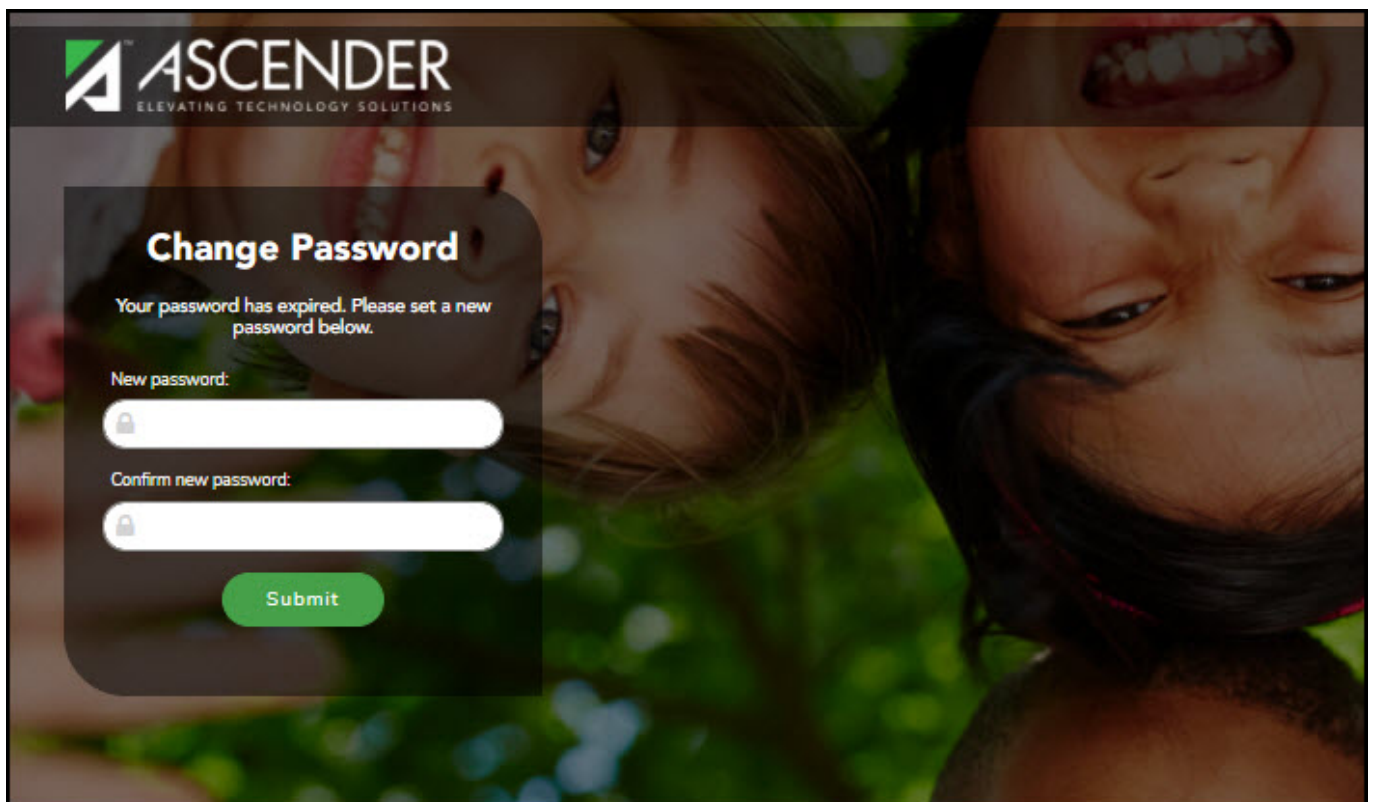 ASCENDER™
ELEVATING TECHNOLOGY SOLUTIONS
Change Password
Your password has expired. Please set a new
password below.
New password:
Confirm new password:
Submit